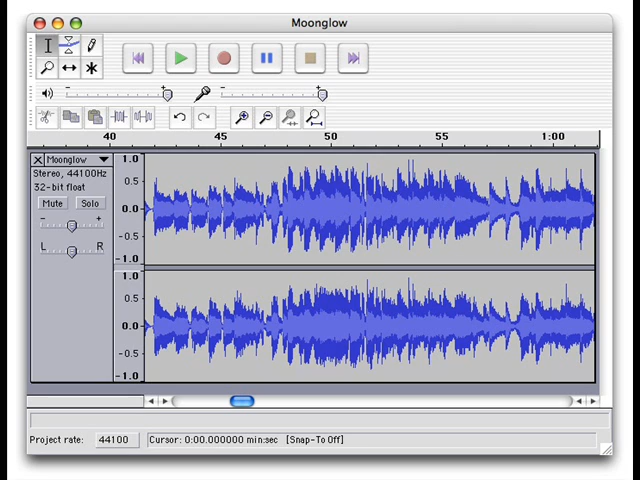 Moonglow
40 45 50 55 1:00
X Moonglow
Stereo, 44100Hz
32-bit float
Mute Solo
- +
L R
1.0
0.5
0.0
-0.5
-1.0
1.0
0.5
0.0
-0.5
-1.0
Project rate: 44100 Cursor: 0:00.000000 min:sec [Snap-To Off]